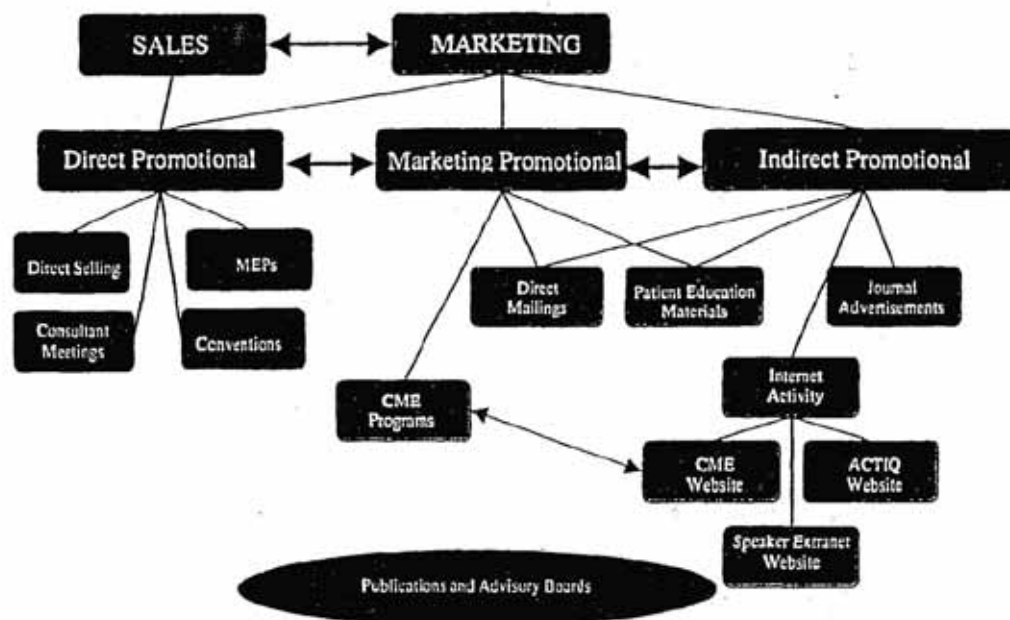 SALES
MARKETING
Direct Promotional
Marketing Promotional
Indirect Promotional
Direct Selling
MEPs
Direct
Mailings
Patient Education
Materials
Journal
Advertisements
Consultant
Meetings
Conventions
CME
Programs
Internet
Activity
CME
Website
ACTIQ
Website
Speaker Extranet
Website
Publications and Advisory Boards